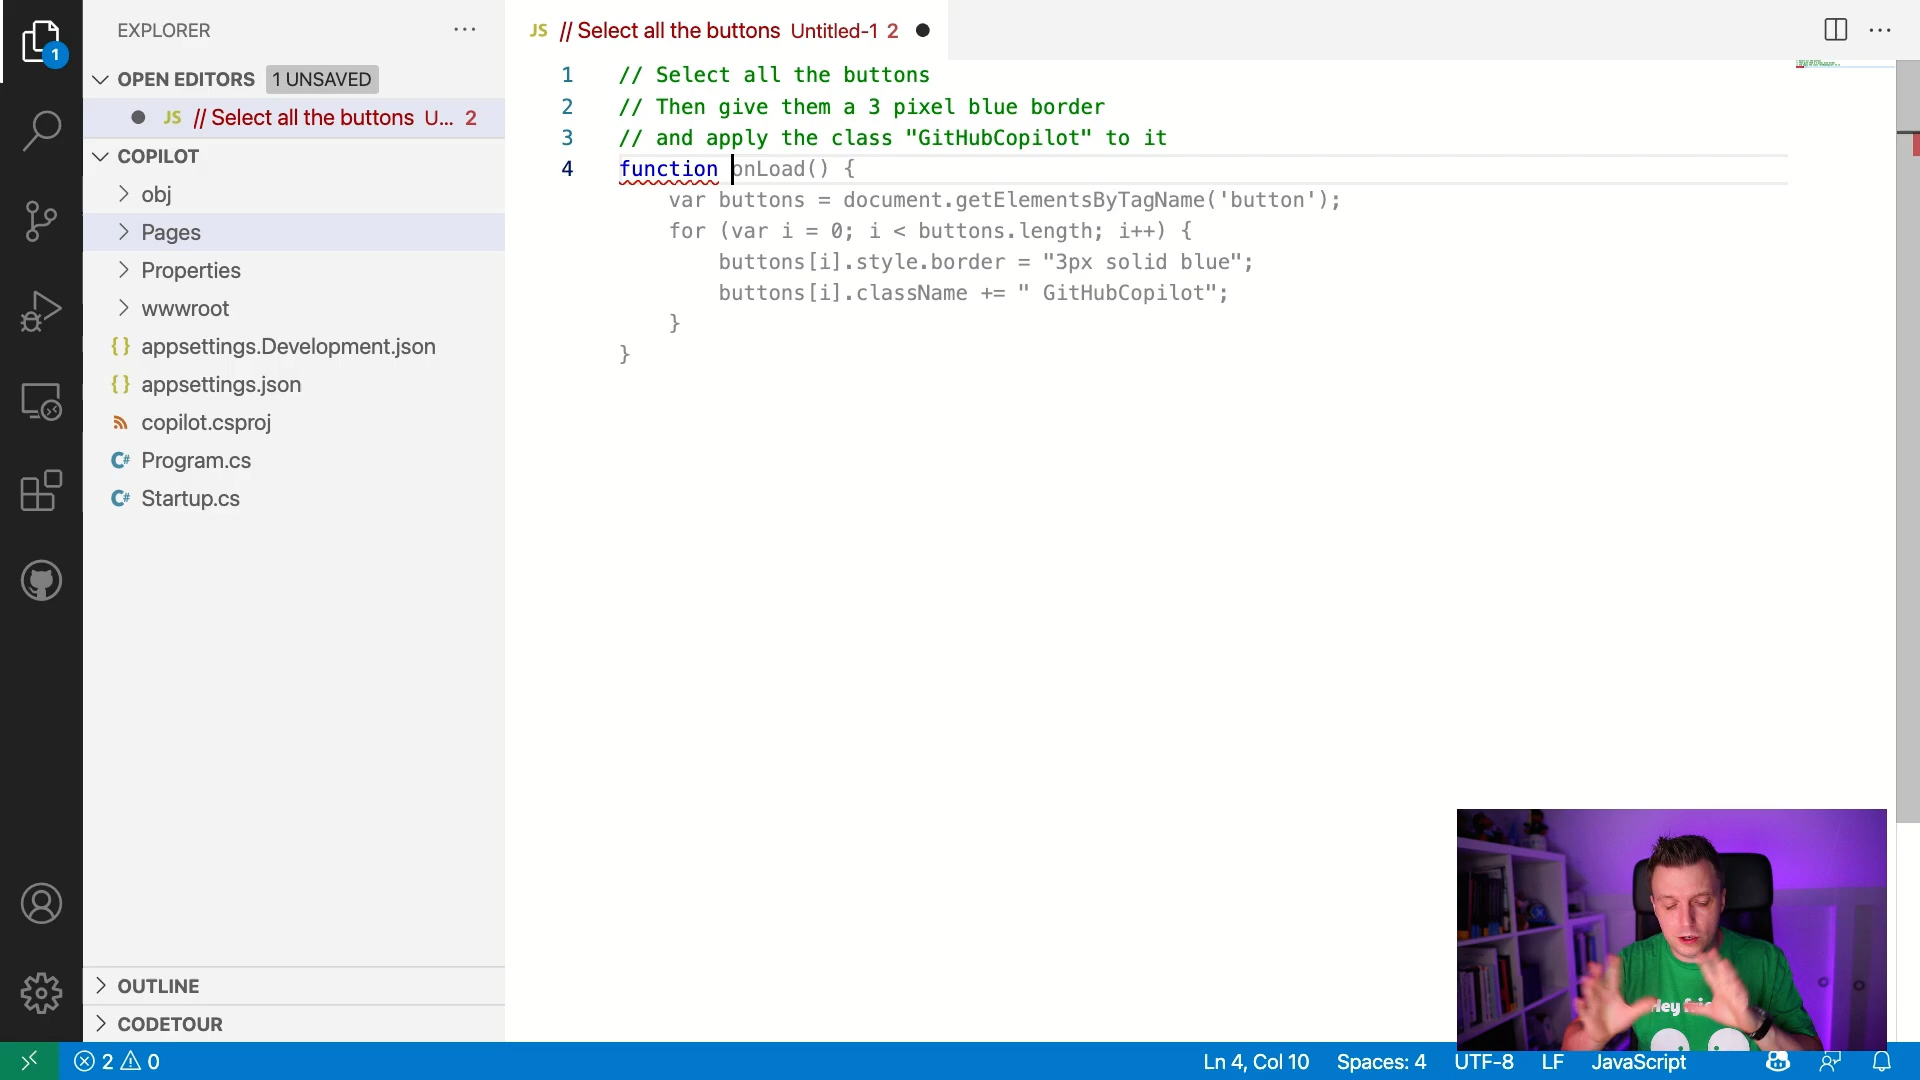 EXPLORER
OPEN EDITORS 1 UNSAVED
JS // Select all the buttons U... 2
COPILOT
obj
Pages
Properties
wwwroot
{} appsettings.Development.json
{} appsettings.json
copilot.csproj
C# Program.cs
C# Startup.cs
OUTLINE
CODETOUR
1
JS // Select all the buttons Untitled-1 2
1 // Select all the buttons
2 // Then give them a 3 pixel blue border
3 // and apply the class "GitHubCopilot" to it
4 function onLoad() {
var buttons = document.getElementsByTagName('button');
for (var i = 0; i < buttons.length; i++) {
buttons[i].style.border = "3px solid blue";
buttons[i].className += " GitHubCopilot";
}
}
2 0
Ln 4, Col 10 Spaces: 4 UTF-8 LF JavaScript